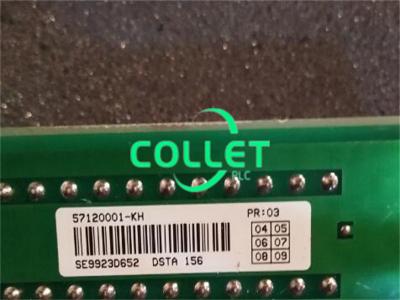 COLLET
PLC
57120001-KH
PR:03
04 05
06 07
08 09
SE9923D652 DSTA 156